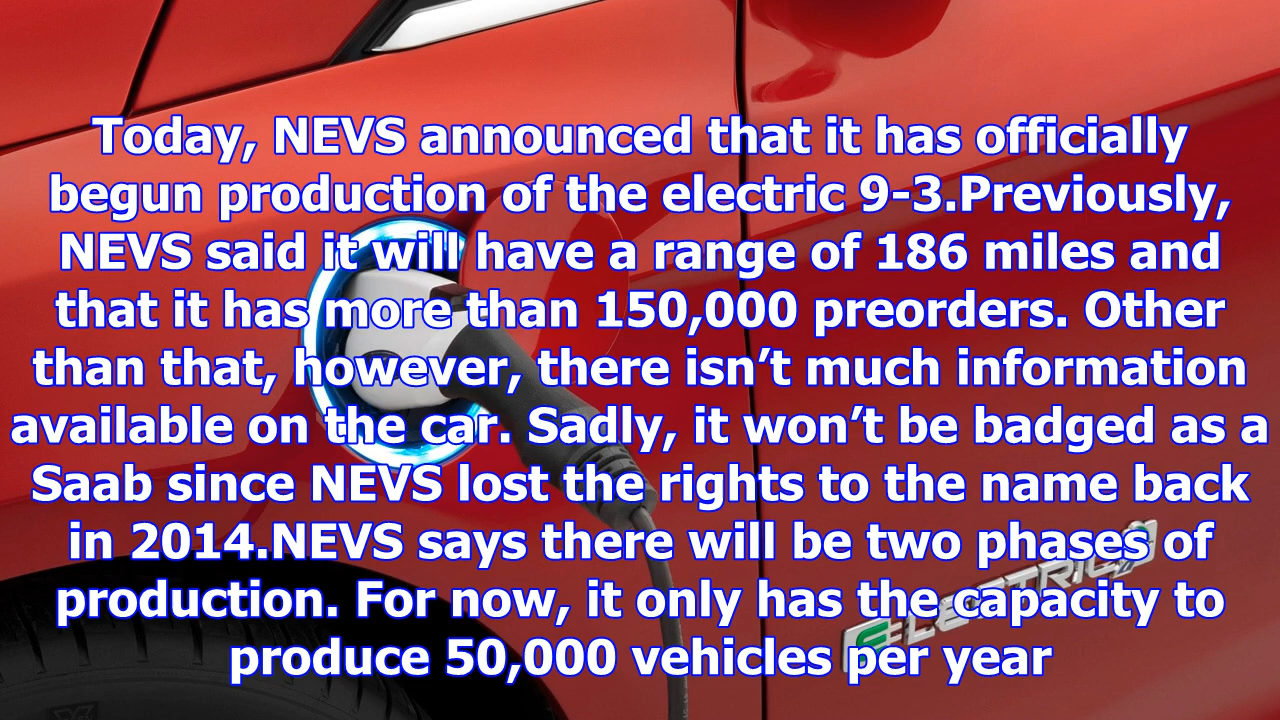 Today, NEVS announced that it has officially
begun production of the electric 9-3.Previously,
NEVS said it will have a range of 186 miles and
that it has more than 150,000 preorders. Other
than that, however, there isn’t much information
available on the car. Sadly, it won’t be badged as a
Saab since NEVS lost the rights to the name back
in 2014.NEVS says there will be two phases of
production. For now, it only has the capacity to
produce 50,000 vehicles per year
ELECTRIC